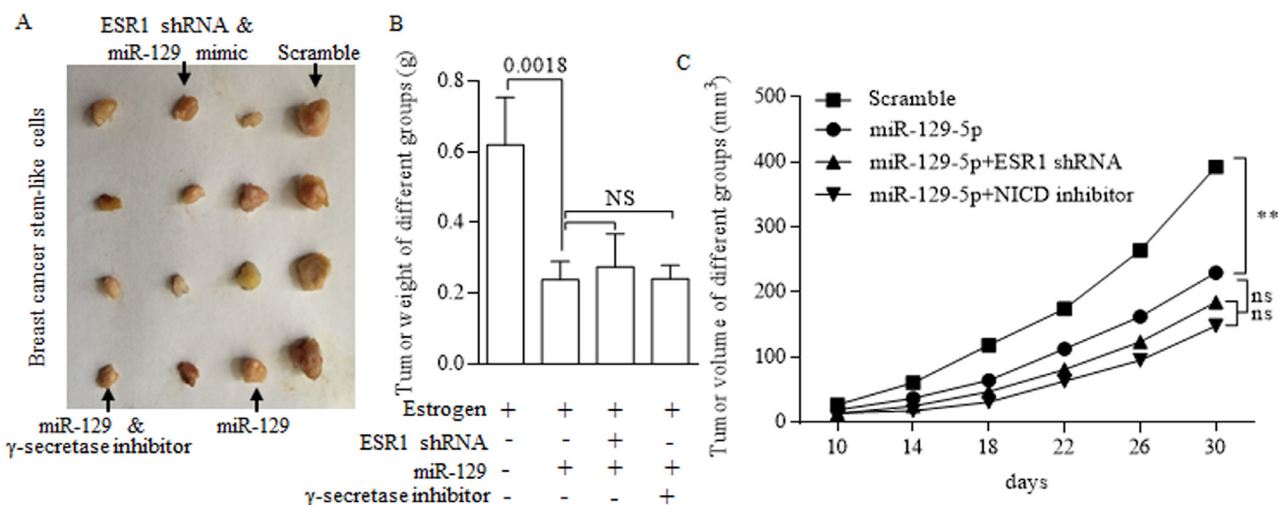 A
ESR1 shRNA &
miR-129 mimic
Scramble
Breast cancer stem-like cells
miR-129 &
γ-secretase inhibitor
miR-129
B
Tumor weight of different groups (g)
0.8
0.6
0.4
0.2
0.0
0.0018
NS
Estrogen + + + +
ESR1 shRNA - - + -
miR-129 - + + +
γ-secretase inhibitor - - - +
C
Tumor volume of different groups (mm³)
500
400
300
200
100
0
Scramble
miR-129-5p
miR-129-5p+ESR1 shRNA
miR-129-5p+NICD inhibitor
**
ns
ns
10 14 18 22 26 30
days